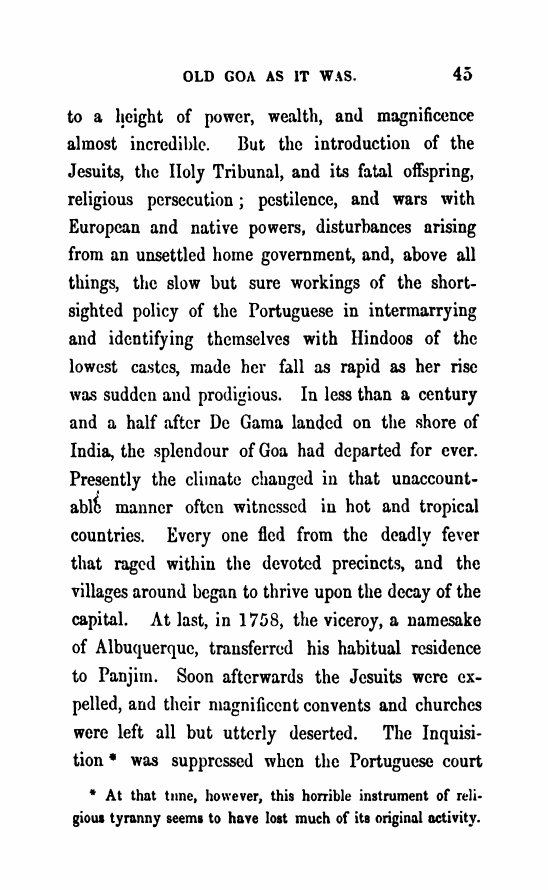 OLD GOA AS IT WAS. 45
to a height of power, wealth, and magnificence
almost incredible. But the introduction of the
Jesuits, the Holy Tribunal, and its fatal offspring,
religious persecution; pestilence, and wars with
European and native powers, disturbances arising
from an unsettled home government, and, above all
things, the slow but sure workings of the short-
sighted policy of the Portuguese in intermarrying
and identifying themselves with Hindoos of the
lowest castes, made her fall as rapid as her rise
was sudden and prodigious. In less than a century
and a half after De Gama landed on the shore of
India, the splendour of Goa had departed for ever.
Presently the climate changed in that unaccount-
able manner often witnessed in hot and tropical
countries. Every one fled from the deadly fever
that raged within the devoted precincts, and the
villages around began to thrive upon the decay of the
capital. At last, in 1758, the viceroy, a namesake
of Albuquerque, transferred his habitual residence
to Panjim. Soon afterwards the Jesuits were ex-
pelled, and their magnificent convents and churches
were left all but utterly deserted. The Inquisi-
tion * was suppressed when the Portuguese court
* At that time, however, this horrible instrument of reli-
gious tyranny seems to have lost much of its original activity.